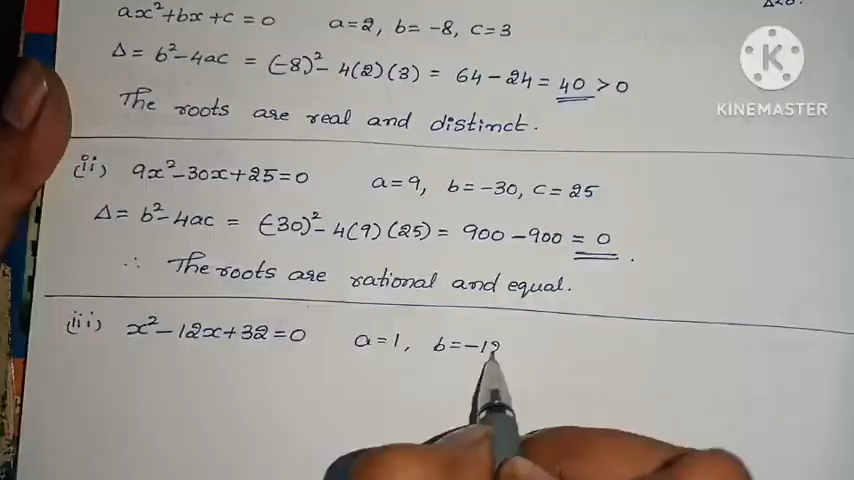 Δ<0.
ax²+bx+c=0 a=2, b=-8, c=3
Δ= b²-4ac = (-8)²- 4(2)(3) = 64-24=40>0
The roots are real and distinct.
KINEMASTER
(ii) 9x²-30x+25=0 a=9, b=-30, c=25
Δ= b²-4ac = (-30)²- 4(9)(25)= 900-900=0.
∴ The roots are rational and equal.
(iii) x²-12x+32=0 a=1, b=-12